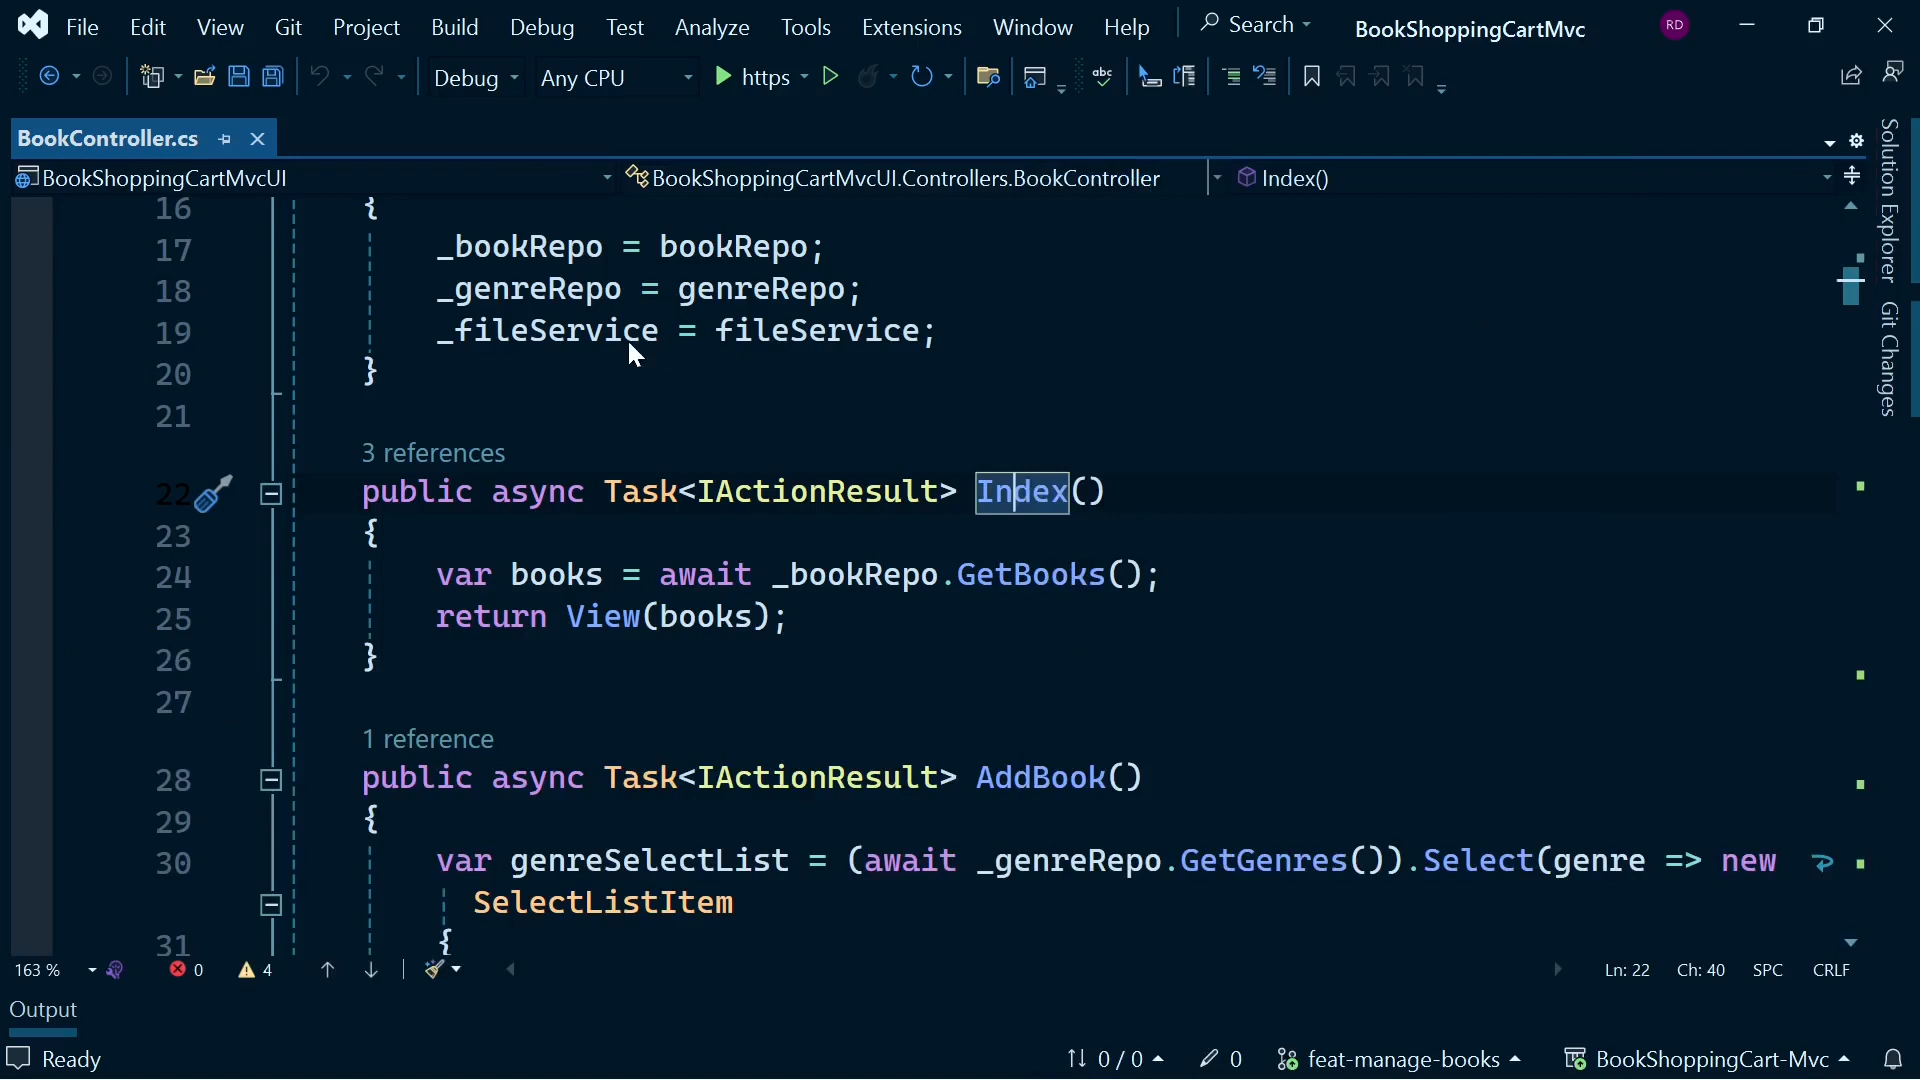 File Edit View Git Project Build Debug Test Analyze Tools Extensions Window Help Search BookShoppingCartMvc RD
Debug Any CPU https abc
BookController.cs
BookShoppingCartMvcUI BookShoppingCartMvcUI.Controllers.BookController Index()
16 {
17 _bookRepo = bookRepo;
18 _genreRepo = genreRepo;
19 _fileService = fileService;
20 }
21
3 references
22 public async Task<IActionResult> Index()
23 {
24 var books = await _bookRepo.GetBooks();
25 return View(books);
26 }
27
1 reference
28 public async Task<IActionResult> AddBook()
29 {
30 var genreSelectList = (await _genreRepo.GetGenres()).Select(genre => new
SelectListItem
31 {
Solution Explorer
Git Changes
163 % 0 4 Ln: 22 Ch: 40 SPC CRLF
Output
Ready 0 / 0 0 feat-manage-books BookShoppingCart-Mvc